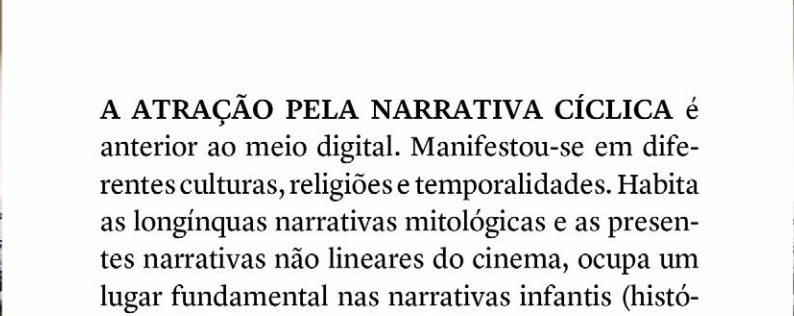 A ATRAÇÃO PELA NARRATIVA CÍCLICA é
anterior ao meio digital. Manifestou-se em dife-
rentes culturas, religiões e temporalidades. Habita
as longínquas narrativas mitológicas e as presen-
tes narrativas não lineares do cinema, ocupa um
lugar fundamental nas narrativas infantis (histó-